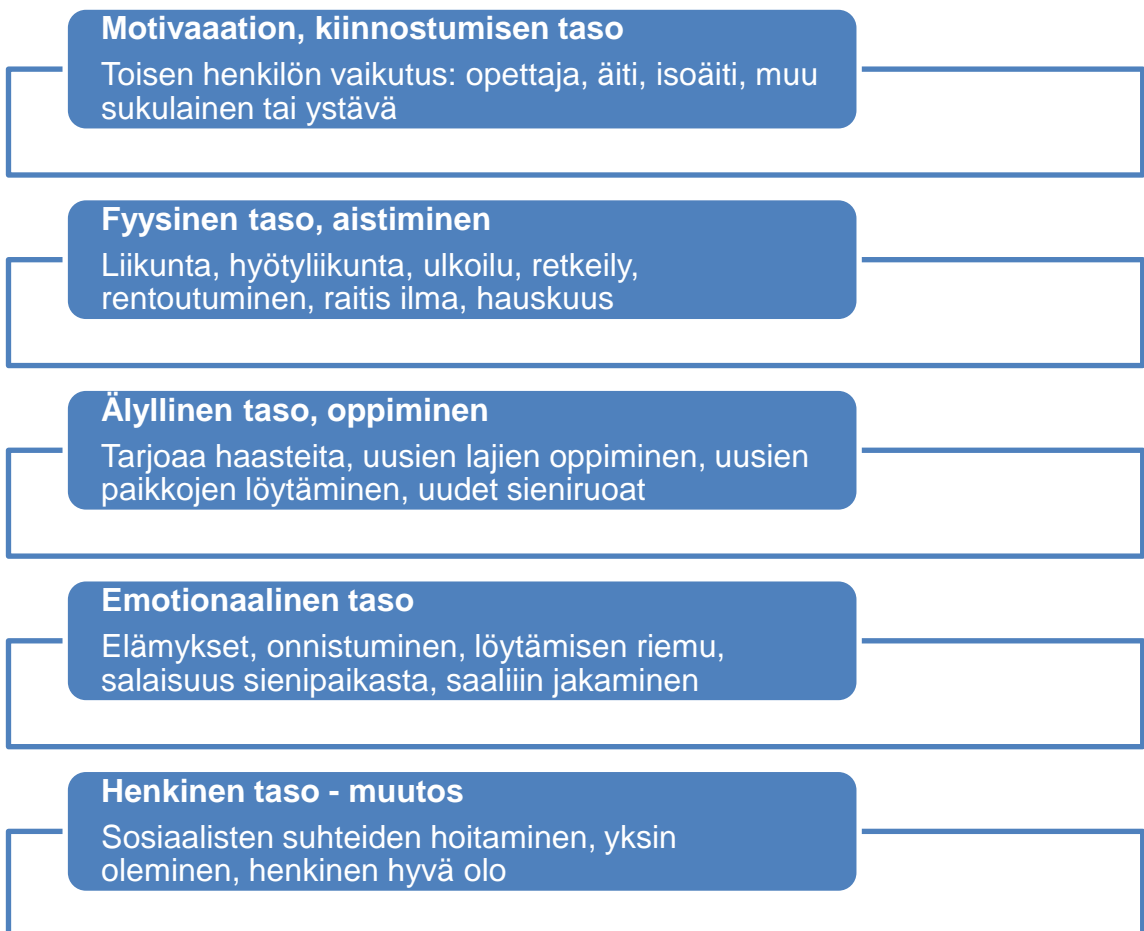 Motivaaation, kiinnostumisen taso
Toisen henkilön vaikutus: opettaja, äiti, isoäiti, muu
sukulainen tai ystävä
Fyysinen taso, aistiminen
Liikunta, hyötyliikunta, ulkoilu, retkeily,
rentoutuminen, raitis ilma, hauskuus
Älyllinen taso, oppiminen
Tarjoaa haasteita, uusien lajien oppiminen, uusien
paikkojen löytäminen, uudet sieniruoat
Emotionaalinen taso
Elämykset, onnistuminen, löytämisen riemu,
salaisuus sienipaikasta, saaliiin jakaminen
Henkinen taso - muutos
Sosiaalisten suhteiden hoitaminen, yksin
oleminen, henkinen hyvä olo